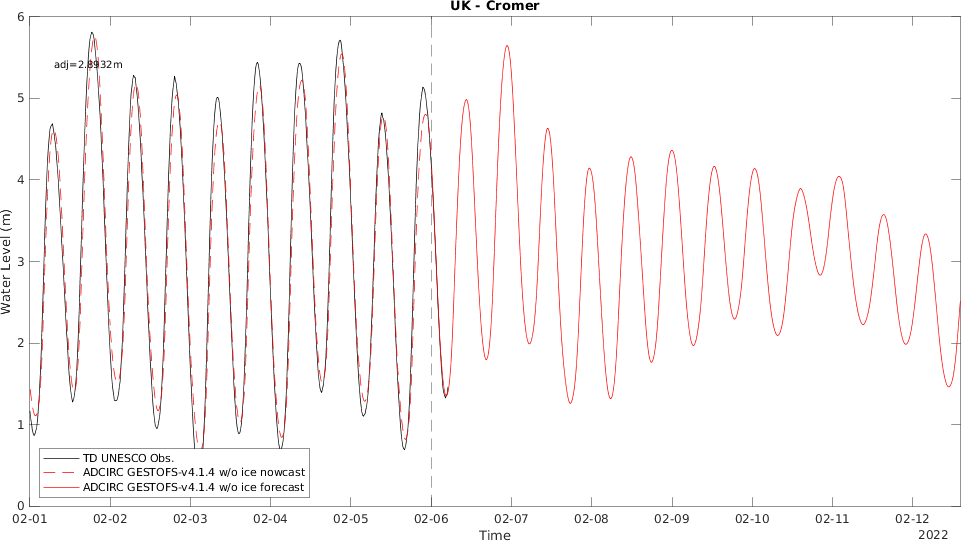 UK - Cromer
6
adj=2.8932m
5
4
3
2
1
0
Water Level (m)
TD UNESCO Obs.
ADCIRC GESTOFS-v4.1.4 w/o ice nowcast
ADCIRC GESTOFS-v4.1.4 w/o ice forecast
02-01 02-02 02-03 02-04 02-05 02-06 02-07 02-08 02-09 02-10 02-11 02-12
Time
2022